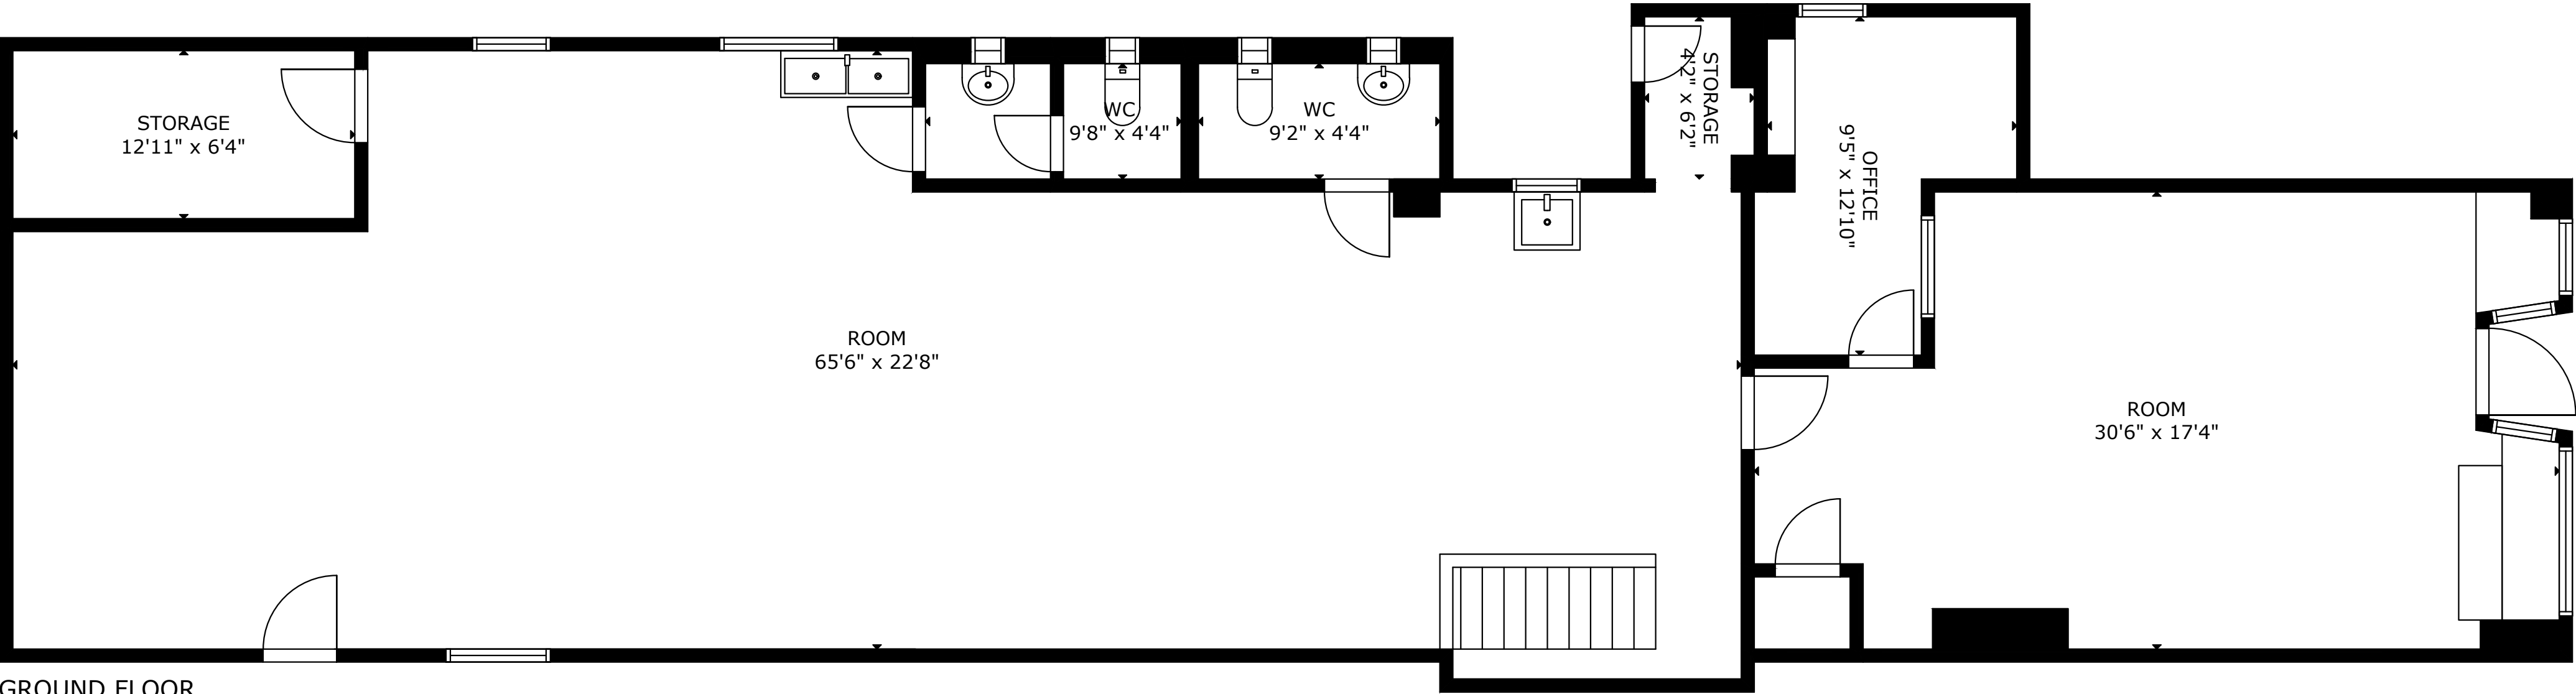 STORAGE
12'11" x 6'4"
WC
9'8" x 4'4"
WC
9'2" x 4'4"
STORAGE
4'2" x 6'2"
OFFICE
9'5" x 12'10"
ROOM
65'6" x 22'8"
ROOM
30'6" x 17'4"
GROUND FLOOR